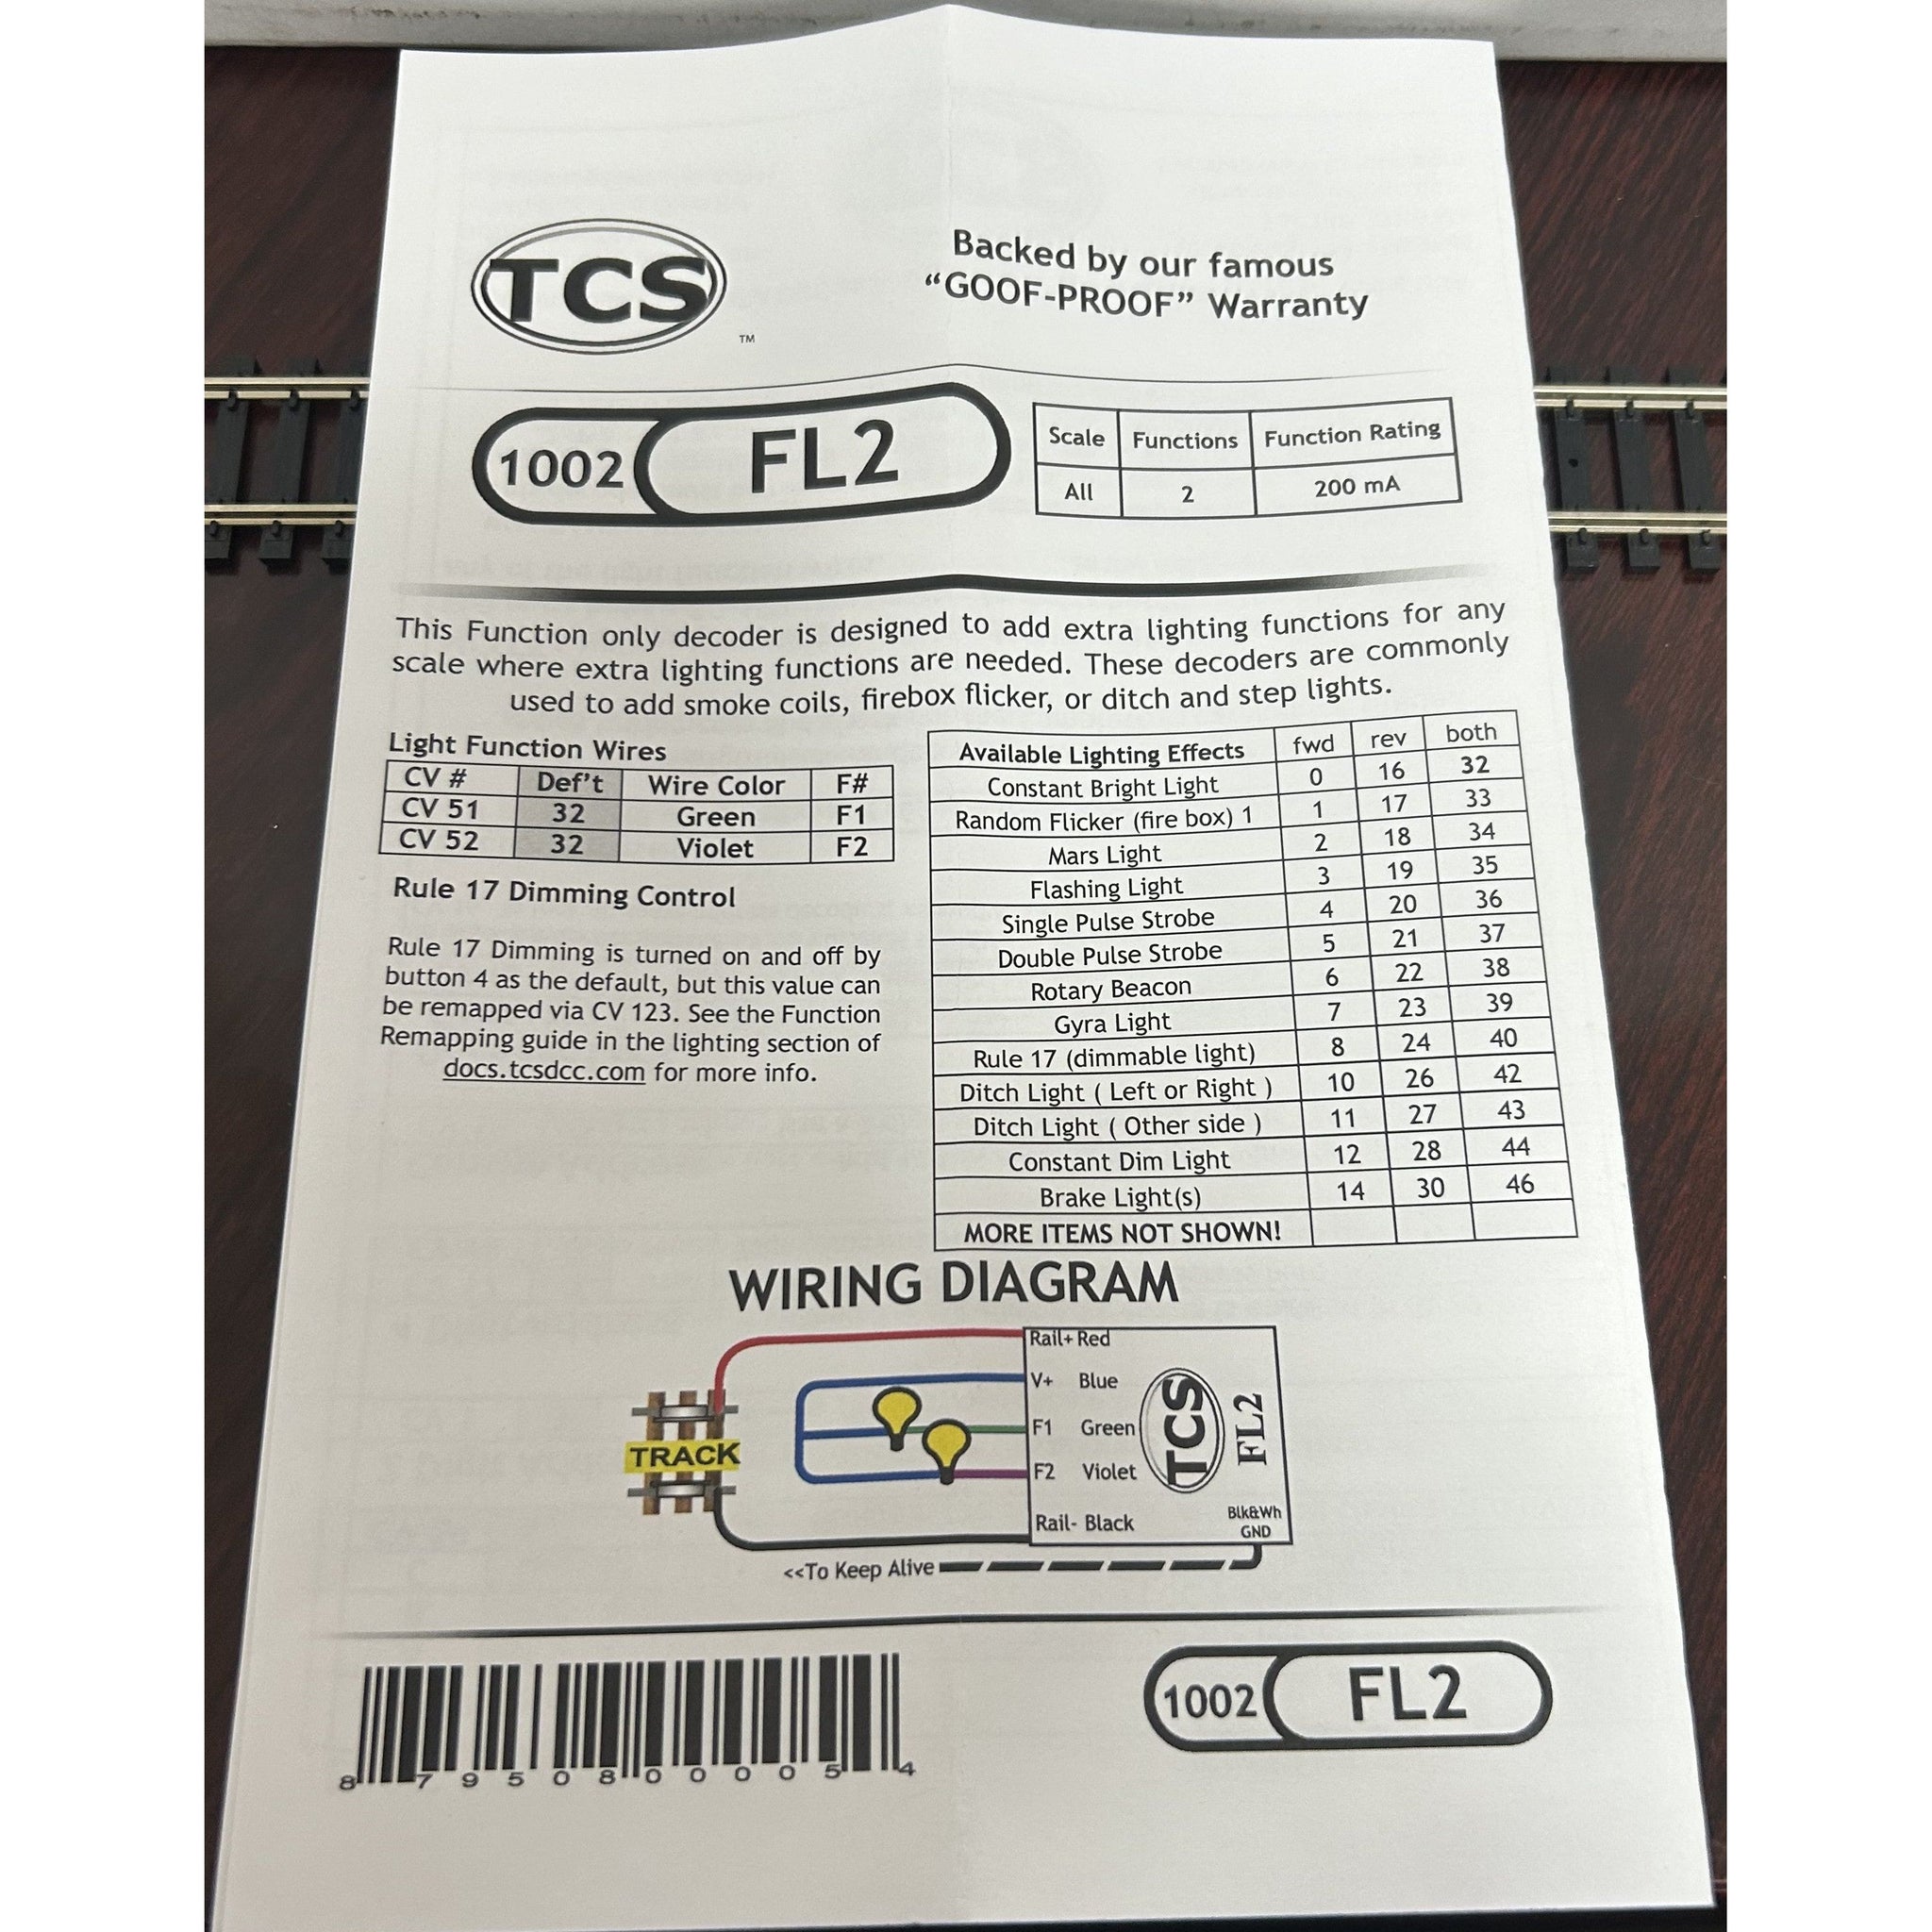 TCS
TM
Backed by our famous
“GOOF-PROOF” Warranty
1002 FL2
Scale Functions Function Rating
All 2 200 mA
This Function only decoder is designed to add extra lighting functions for any
scale where extra lighting functions are needed. These decoders are commonly
used to add smoke coils, firebox flicker, or ditch and step lights.
Light Function Wires
CV # Def't Wire Color F#
CV 51 32 Green F1
CV 52 32 Violet F2
Rule 17 Dimming Control
Rule 17 Dimming is turned on and off by
button 4 as the default, but this value can
be remapped via CV 123. See the Function
Remapping guide in the lighting section of
docs.tcsdcc.com for more info.
Available Lighting Effects fwd rev both
Constant Bright Light 0 16 32
Random Flicker (fire box) 1 1 17 33
Mars Light 2 18 34
Flashing Light 3 19 35
Single Pulse Strobe 4 20 36
Double Pulse Strobe 5 21 37
Rotary Beacon 6 22 38
Gyra Light 7 23 39
Rule 17 (dimmable light) 8 24 40
Ditch Light ( Left or Right ) 10 26 42
Ditch Light ( Other side ) 11 27 43
Constant Dim Light 12 28 44
Brake Light(s) 14 30 46
MORE ITEMS NOT SHOWN!
WIRING DIAGRAM
Rail+ Red
V+ Blue
F1 Green
F2 Violet
Rail- Black
TCS
FL2
Blk&Wh
GND
TRACK
<<To Keep Alive
8 79508 00005 4
1002 FL2